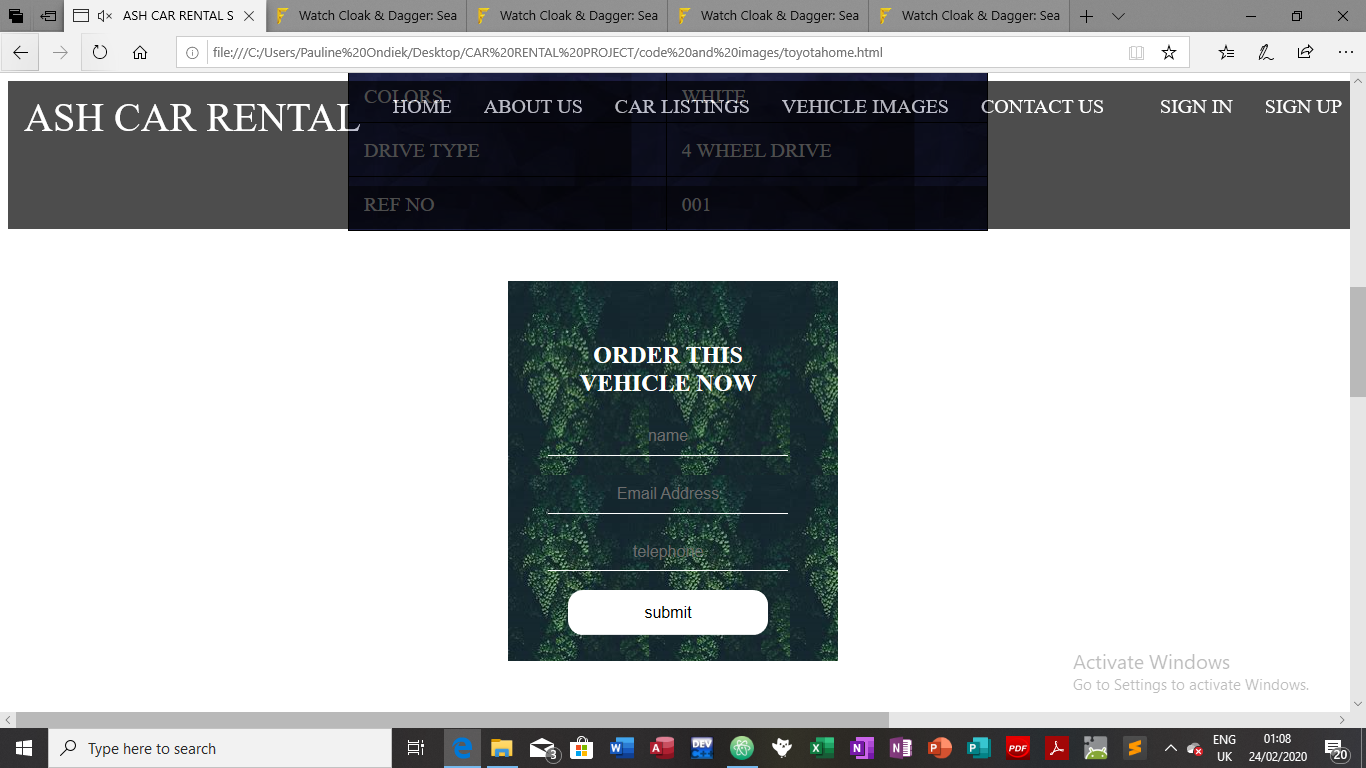 ASH CAR RENTAL S
Watch Cloak & Dagger: Sea
Watch Cloak & Dagger: Sea
Watch Cloak & Dagger: Sea
Watch Cloak & Dagger: Sea
file:///C:/Users/Pauline%20Ondiek/Desktop/CAR%20RENTAL%20PROJECT/code%20and%20images/toyotahome.html
COLORS WHITE
ASH CAR RENTAL HOME ABOUT US CAR LISTINGS VEHICLE IMAGES CONTACT US SIGN IN SIGN UP
DRIVE TYPE 4 WHEEL DRIVE
REF NO 001
ORDER THIS
VEHICLE NOW
name
Email Address:
telephone
submit
Activate Windows
Go to Settings to activate Windows.
Type here to search
3
DEV
PDF
ENG
UK
01:08
24/02/2020
20